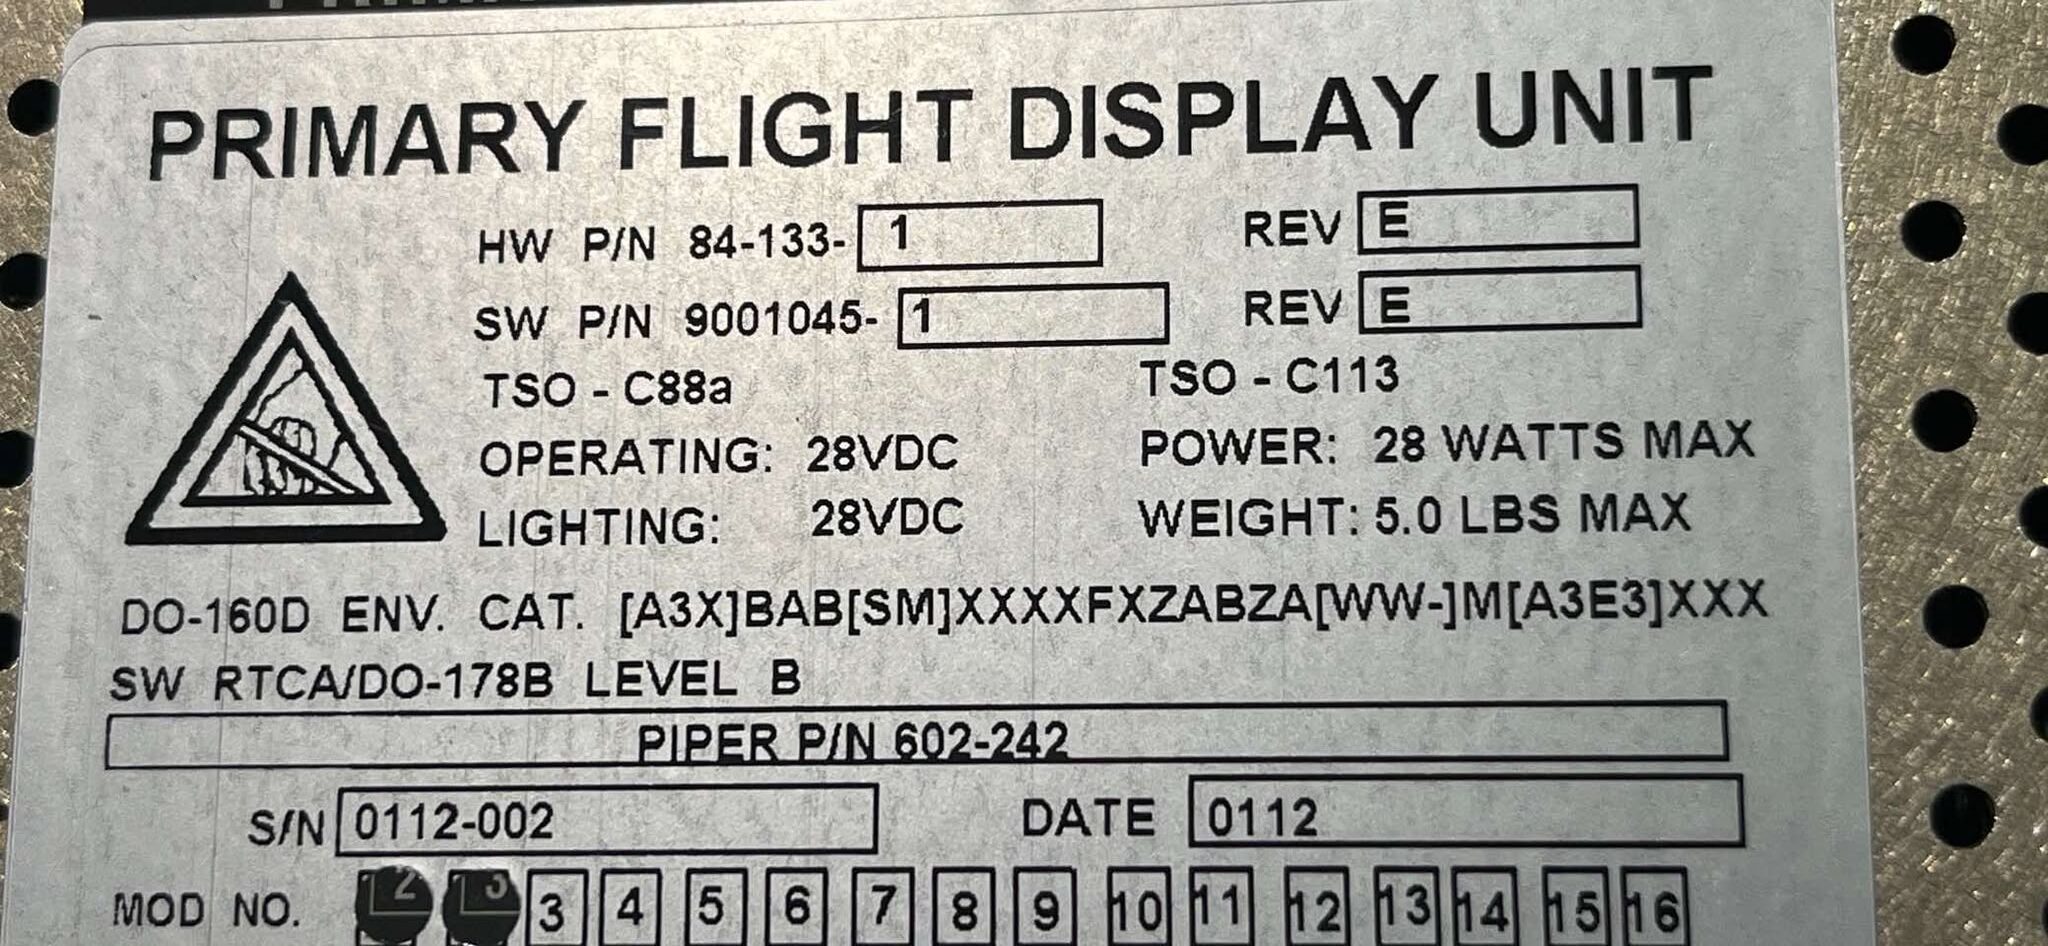 PRIMARY FLIGHT DISPLAY UNIT
HW P/N 84-133- 1 REV E
SW P/N 9001045- 1 REV E
TSO - C88a TSO - C113
OPERATING: 28VDC POWER: 28 WATTS MAX
LIGHTING: 28VDC WEIGHT: 5.0 LBS MAX
DO-160D ENV. CAT. [A3X]BAB[SM]XXXXFXZABZA[WW-]M[A3E3]XXX
SW RTCA/DO-178B LEVEL B
PIPER P/N 602-242
S/N 0112-002 DATE 0112
MOD NO. 3 4 5 6 7 8 9 10 11 12 13 14 15 16